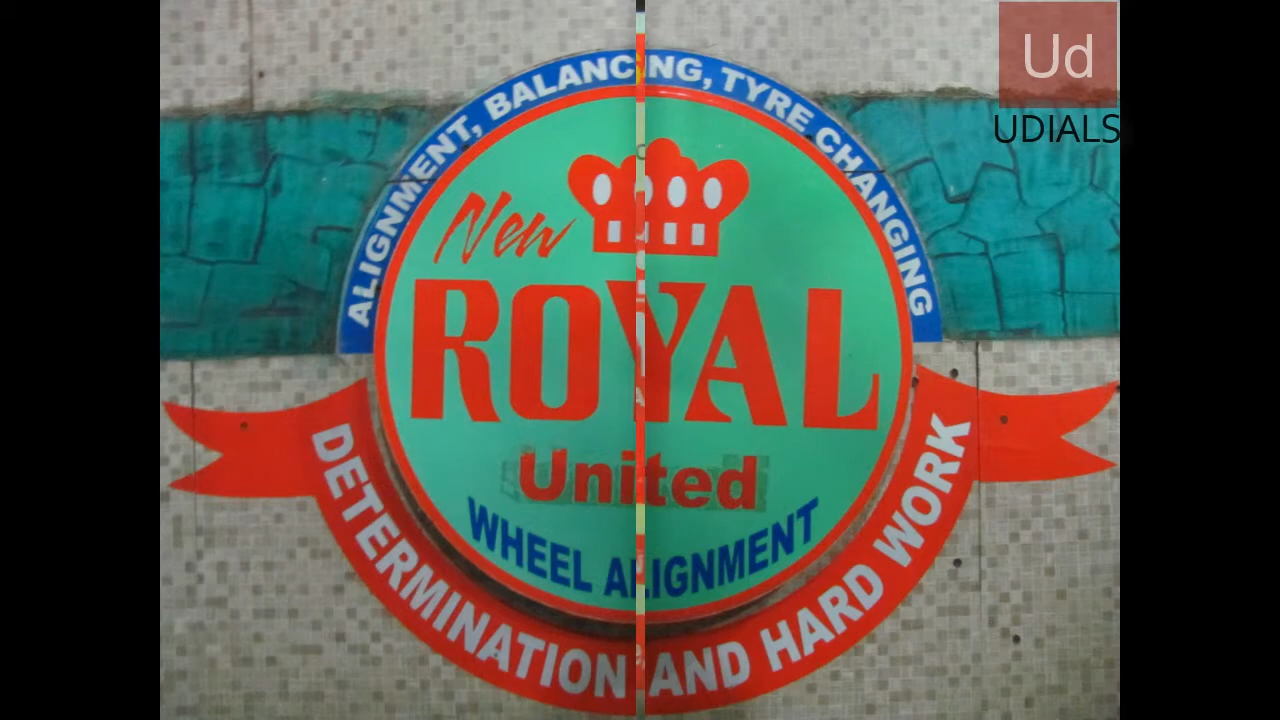 Ud
UDIALS
ALIGNMENT, BALANCING, TYRE CHANGING
New
ROYAL
United
WHEEL ALIGNMENT
DETERMINATION AND HARD WORK